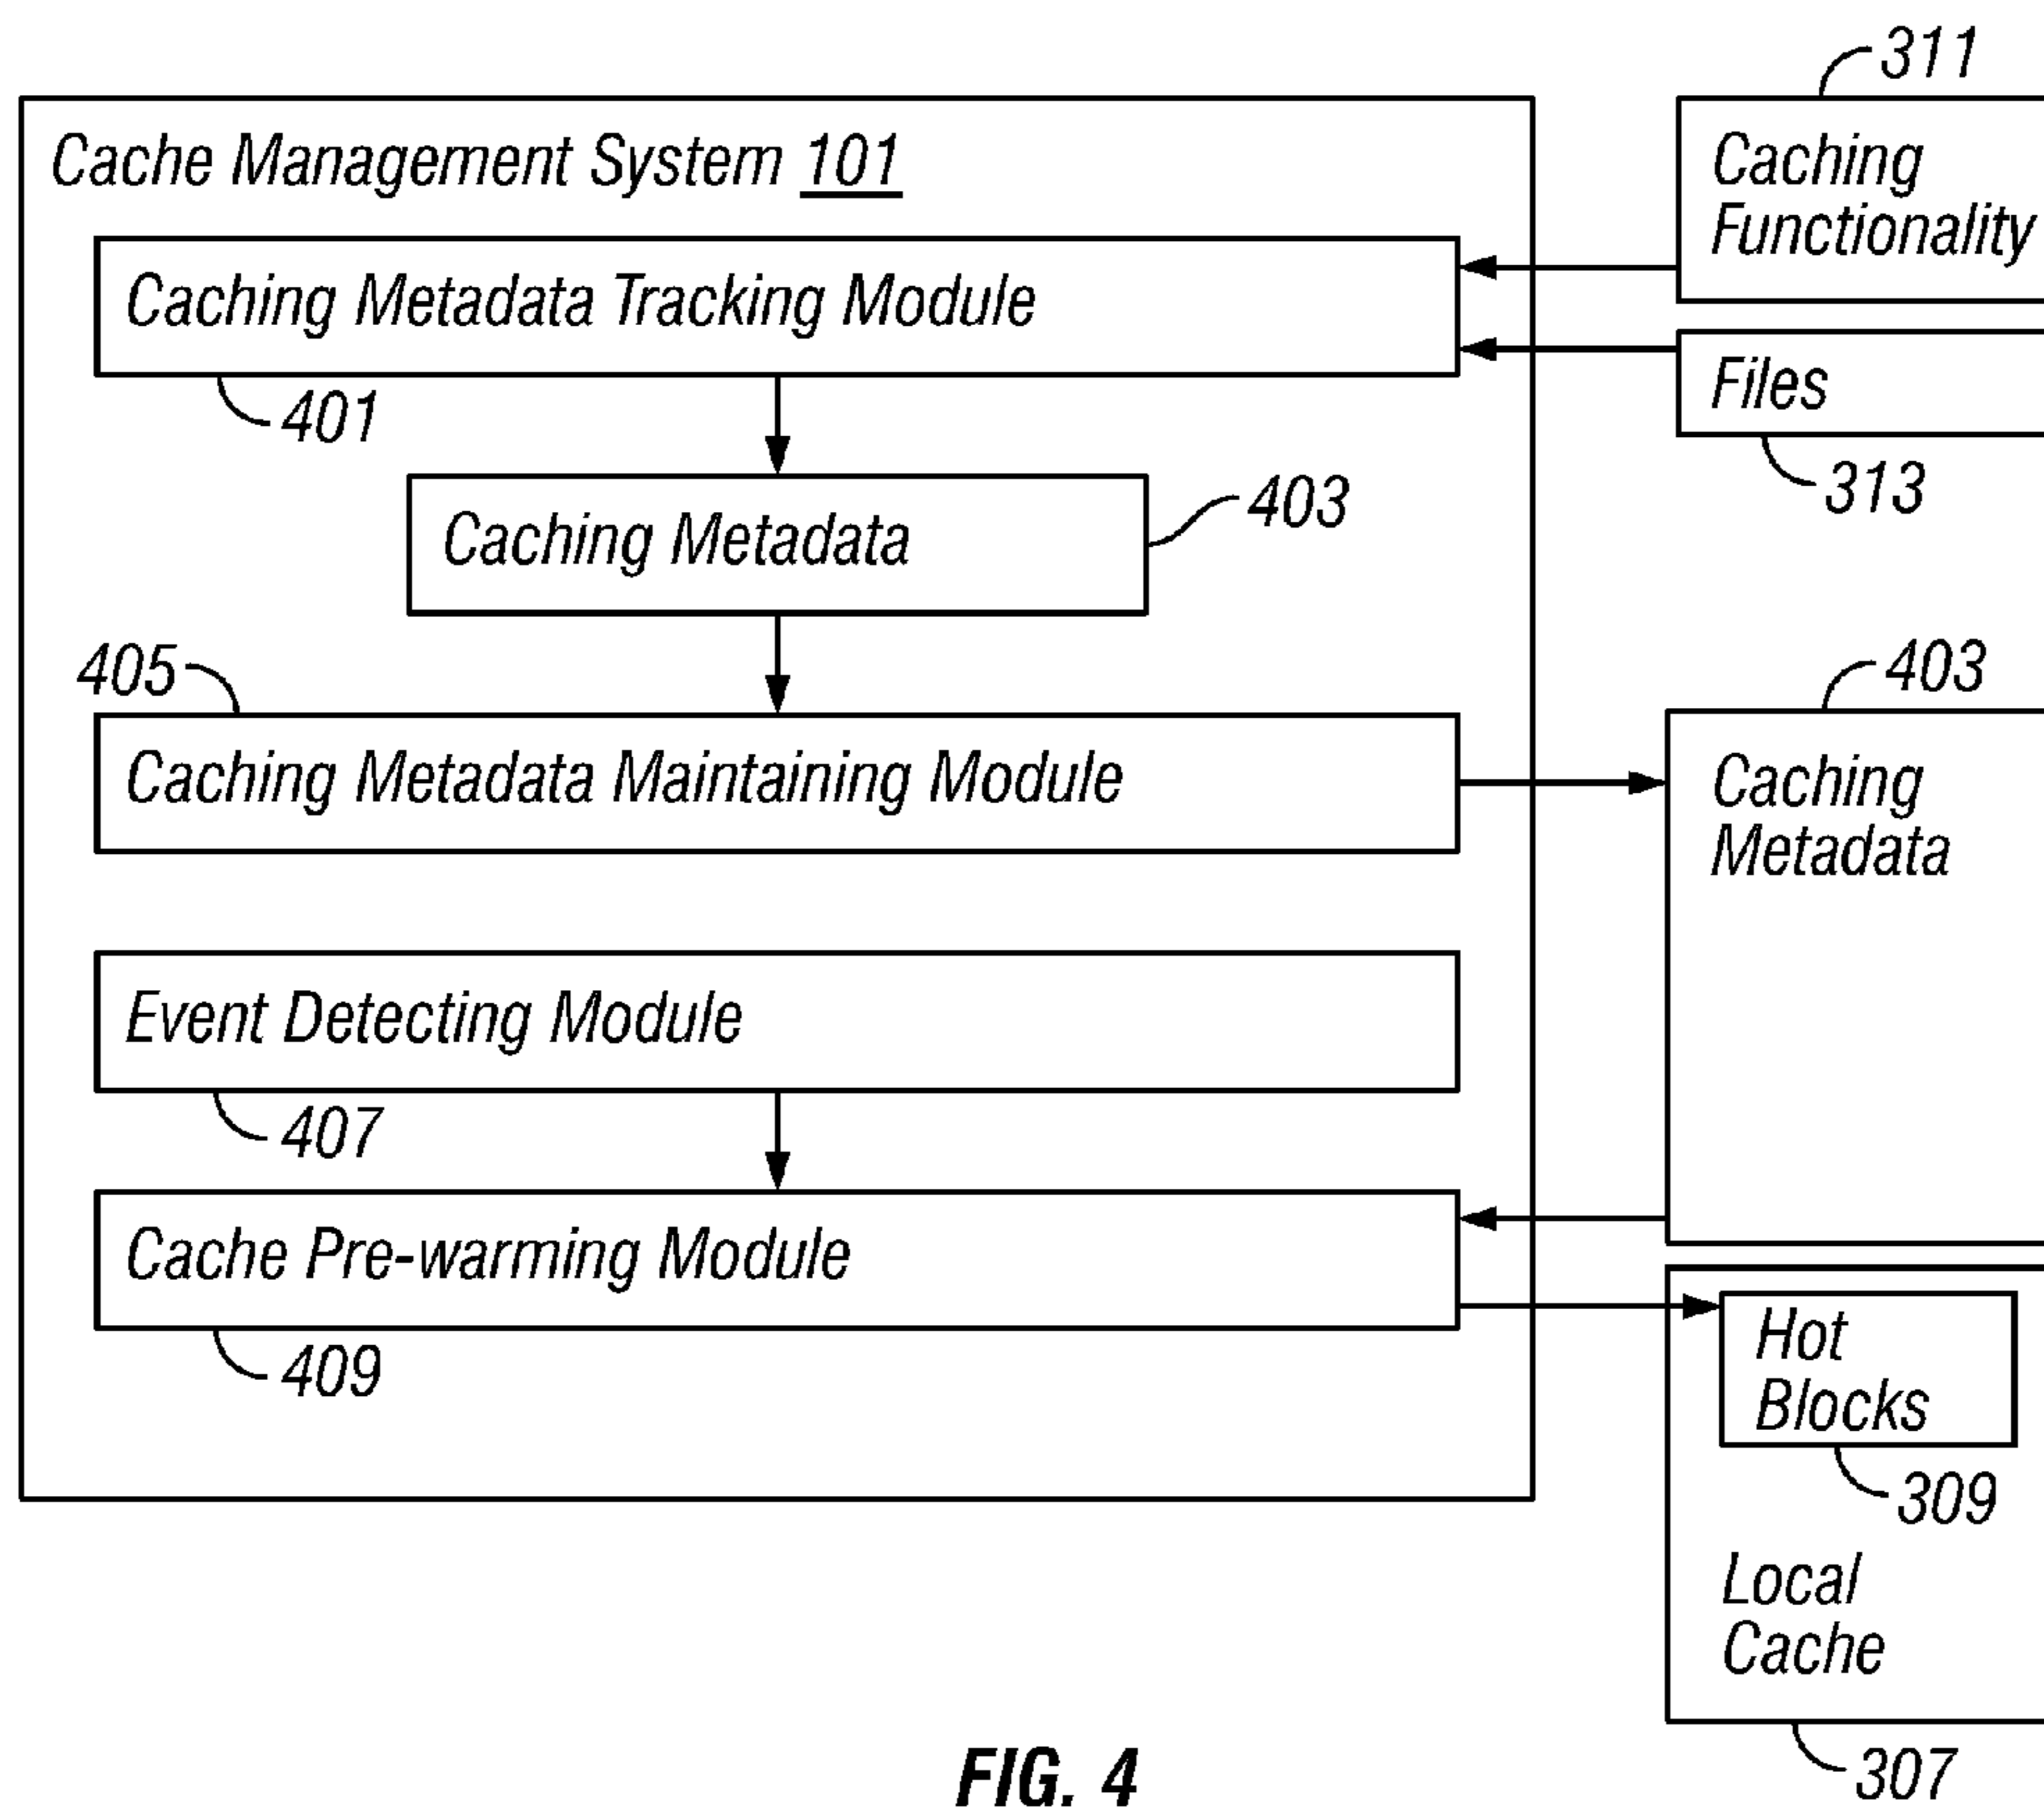 311
Cache Management System 101
Caching
Functionality
Caching Metadata Tracking Module
Files
401
313
Caching Metadata
403
405
403
Caching Metadata Maintaining Module
Caching
Metadata
Event Detecting Module
407
Cache Pre-warming Module
Hot
Blocks
409
309
Local
Cache
307
FIG. 4